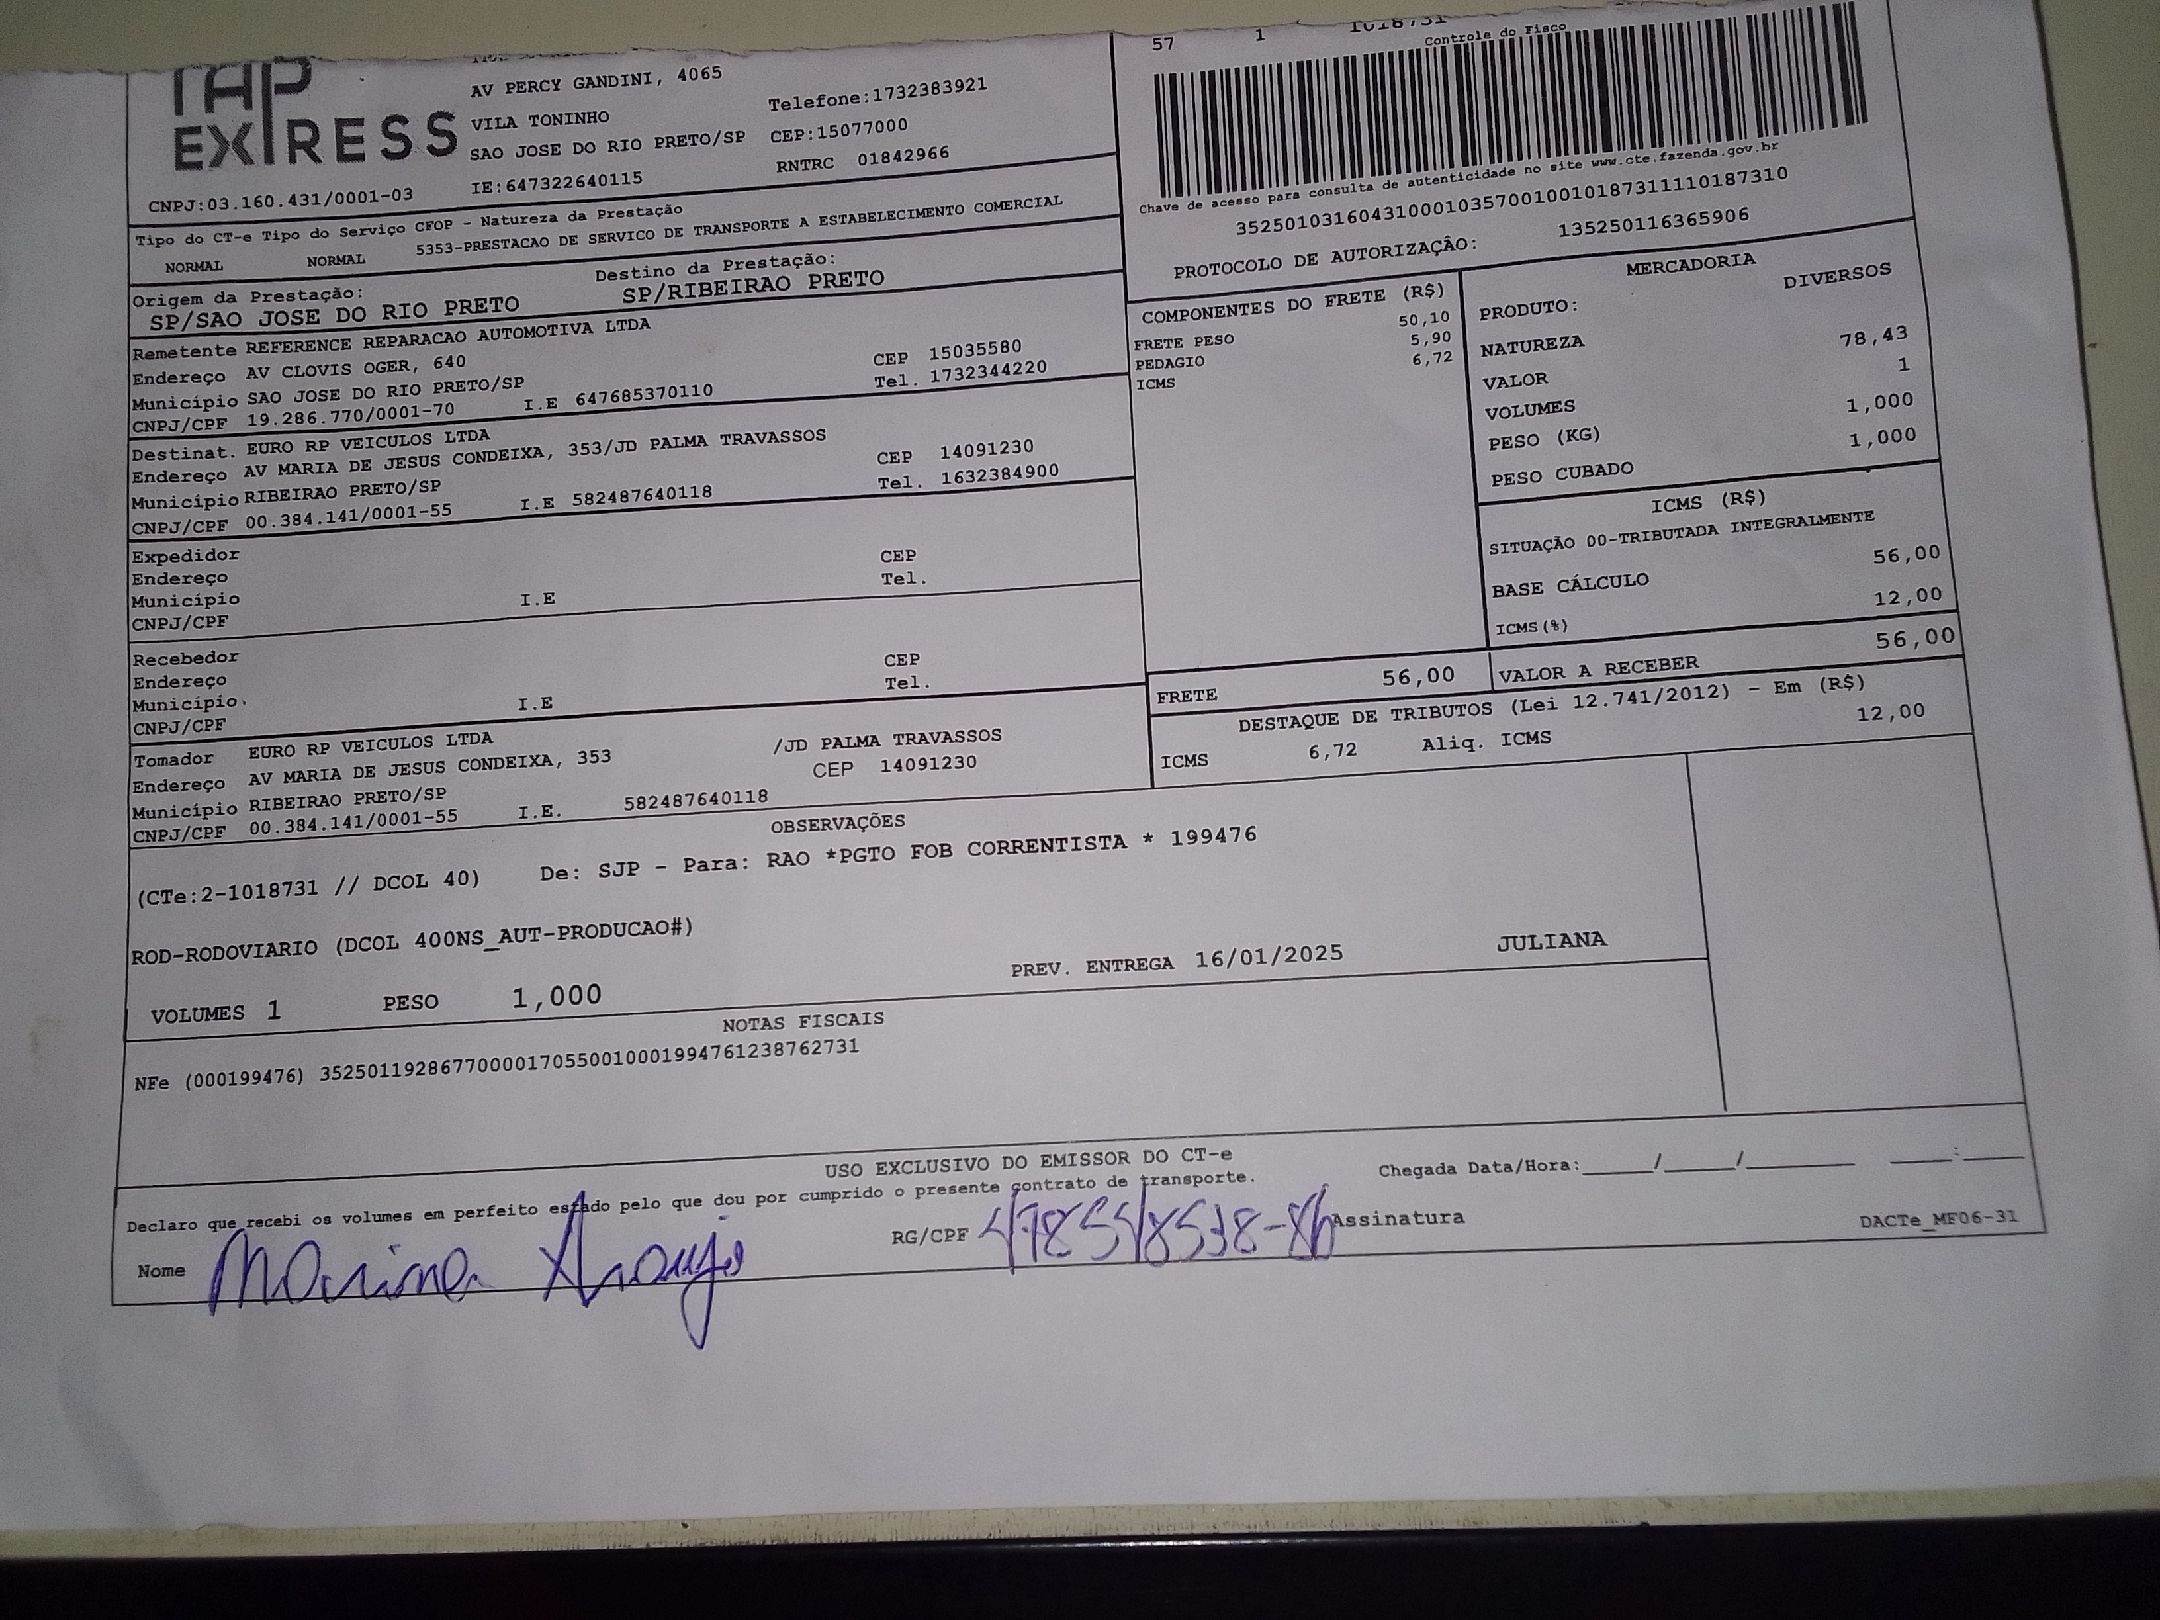 TAP
EXPRESS
AV PERCY GANDINI, 4065
VILA TONINHO Telefone:1732383921
SAO JOSE DO RIO PRETO/SP CEP:15077000
CNPJ:03.160.431/0001-03 IE:647322640115 RNTRC 01842966
57 1 1018731
Controle do Fisco
Chave de acesso para consulta de autenticidade no site www.cte.fazenda.gov.br
35250103160431000103570010010187311110187310
PROTOCOLO DE AUTORIZAÇÃO: 135250116365906
Tipo do CT-e Tipo do Serviço CFOP - Natureza da Prestação
NORMAL NORMAL 5353-PRESTACAO DE SERVICO DE TRANSPORTE A ESTABELECIMENTO COMERCIAL
Origem da Prestação: Destino da Prestação:
SP/SAO JOSE DO RIO PRETO SP/RIBEIRAO PRETO
Remetente REFERENCE REPARACAO AUTOMOTIVA LTDA
Endereço AV CLOVIS OGER, 640 CEP 15035580
Município SAO JOSE DO RIO PRETO/SP Tel. 1732344220
CNPJ/CPF 19.286.770/0001-70 I.E 647685370110
Destinat. EURO RP VEICULOS LTDA
Endereço AV MARIA DE JESUS CONDEIXA, 353/JD PALMA TRAVASSOS CEP 14091230
Município RIBEIRAO PRETO/SP Tel. 1632384900
CNPJ/CPF 00.384.141/0001-55 I.E 582487640118
Expedidor CEP
Endereço Tel.
Município I.E
CNPJ/CPF
Recebedor CEP
Endereço Tel.
Município I.E
CNPJ/CPF
Tomador EURO RP VEICULOS LTDA /JD PALMA TRAVASSOS
Endereço AV MARIA DE JESUS CONDEIXA, 353 CEP 14091230
Município RIBEIRAO PRETO/SP
CNPJ/CPF 00.384.141/0001-55 I.E. 582487640118
COMPONENTES DO FRETE (R$)
FRETE PESO 50,10
PEDAGIO 5,90
ICMS 6,72
MERCADORIA
PRODUTO: DIVERSOS
NATUREZA
VALOR 78,43
VOLUMES 1
PESO (KG) 1,000
PESO CUBADO 1,000
ICMS (R$)
SITUAÇÃO 00-TRIBUTADA INTEGRALMENTE
BASE CÁLCULO 56,00
ICMS(%) 12,00
FRETE 56,00 VALOR A RECEBER 56,00
DESTAQUE DE TRIBUTOS (Lei 12.741/2012) - Em (R$)
ICMS 6,72 Aliq. ICMS 12,00
OBSERVAÇÕES
(CTe:2-1018731 // DCOL 40) De: SJP - Para: RAO *PGTO FOB CORRENTISTA * 199476
ROD-RODOVIARIO (DCOL 400NS_AUT-PRODUCAO#)
VOLUMES 1 PESO 1,000 PREV. ENTREGA 16/01/2025 JULIANA
NOTAS FISCAIS
NFe (000199476) 35250119286770000170550010001994761238762731
USO EXCLUSIVO DO EMISSOR DO CT-e
Declaro que recebi os volumes em perfeito estado pelo que dou por cumprido o presente contrato de transporte. Chegada Data/Hora:_____/_____/________ ____:____
Nome Marina Araujo RG/CPF Assinatura DACTe_MF06-31